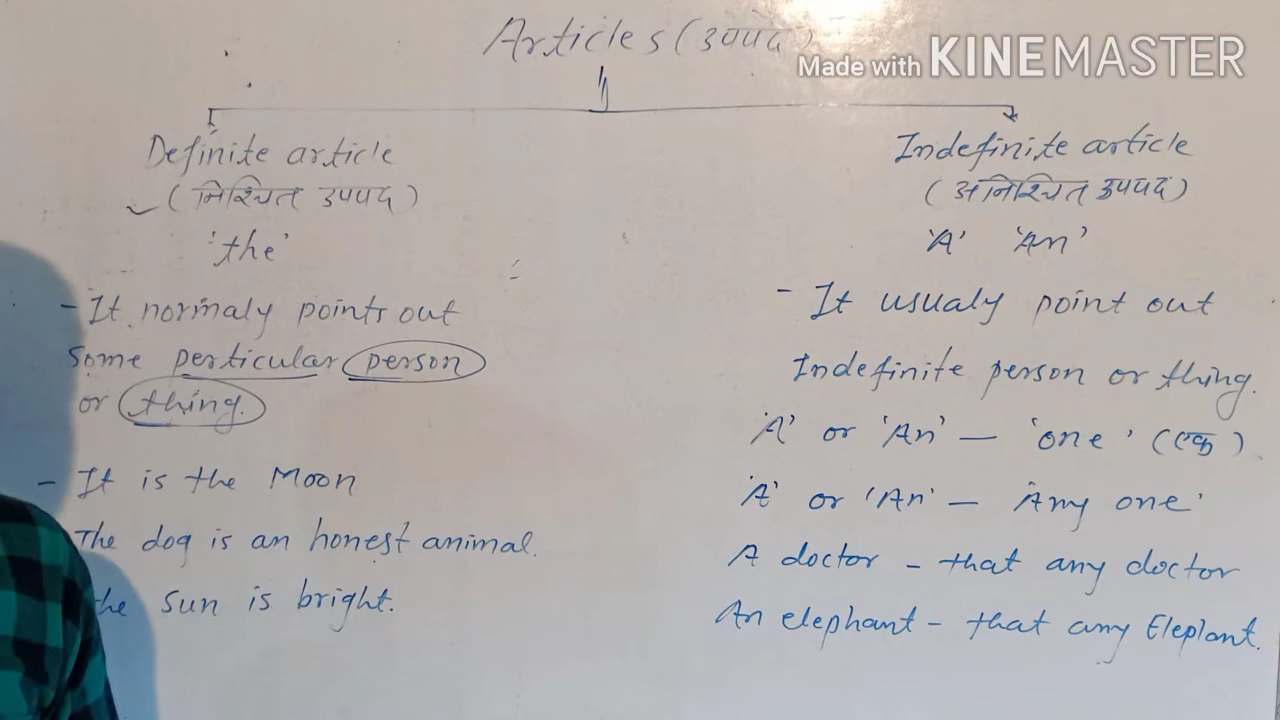 Articles (उपपद)
Made with KINEMASTER
Definite article
(निश्चित उपपद)
'the'
- It normaly points out
some perticular person
or thing.
- It is the Moon
The dog is an honest animal.
the sun is bright.
Indefinite article
(अनिश्चित उपपद)
'A' 'An'
- It usualy point out
Indefinite person or thing.
'A' or 'An' – 'one' (एक)
'A' or 'An' – 'Any one'
A doctor – that any doctor
An elephant – that any Eleplant.